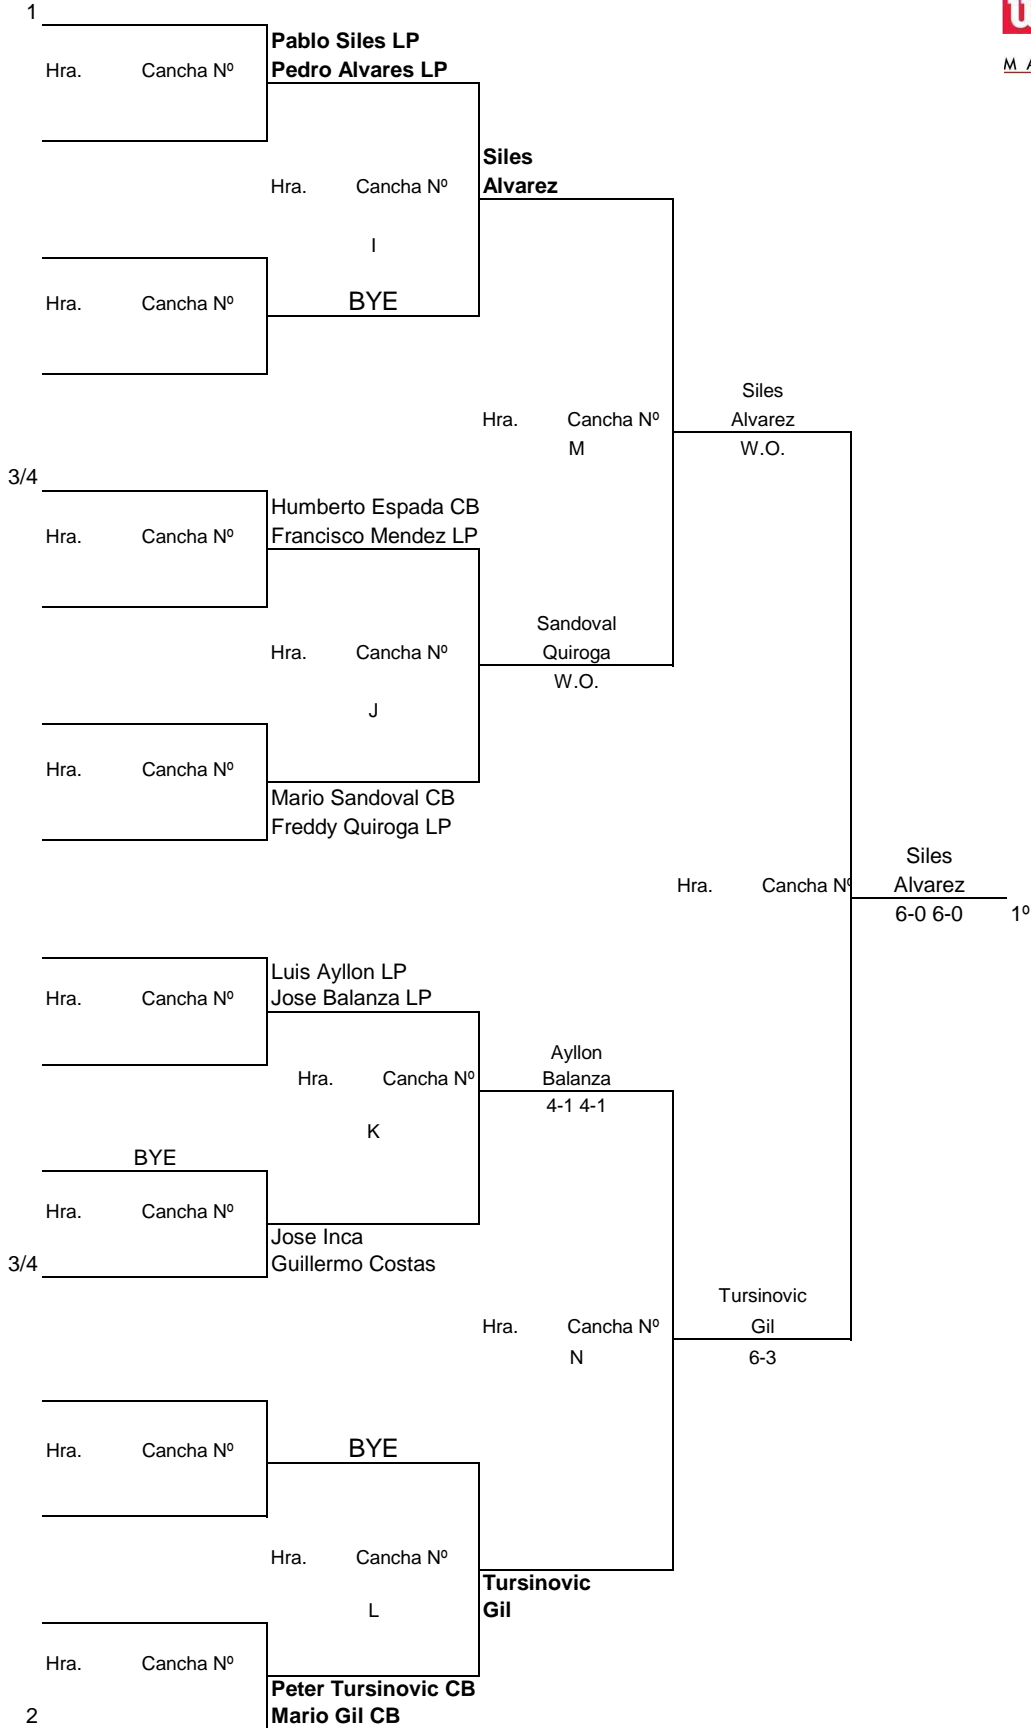 1
Pablo Siles LP
Hra. Cancha Nº Pedro Alvares LP
Siles
Hra. Cancha Nº Alvarez
I
Hra. Cancha Nº BYE
Siles
Hra. Cancha Nº Alvarez
M W.O.
3/4
Humberto Espada CB
Hra. Cancha Nº Francisco Mendez LP
Sandoval
Hra. Cancha Nº Quiroga
W.O.
J
Hra. Cancha Nº
Mario Sandoval CB
Freddy Quiroga LP
Siles
Hra. Cancha Nº Alvarez
6-0 6-0 1º
Luis Ayllon LP
Hra. Cancha Nº Jose Balanza LP
Ayllon
Hra. Cancha Nº Balanza
4-1 4-1
K
BYE
Hra. Cancha Nº
Jose Inca
3/4 Guillermo Costas
Tursinovic
Hra. Cancha Nº Gil
N 6-3
Hra. Cancha Nº BYE
Hra. Cancha Nº
Tursinovic
L Gil
Hra. Cancha Nº
Peter Tursinovic CB
2 Mario Gil CB